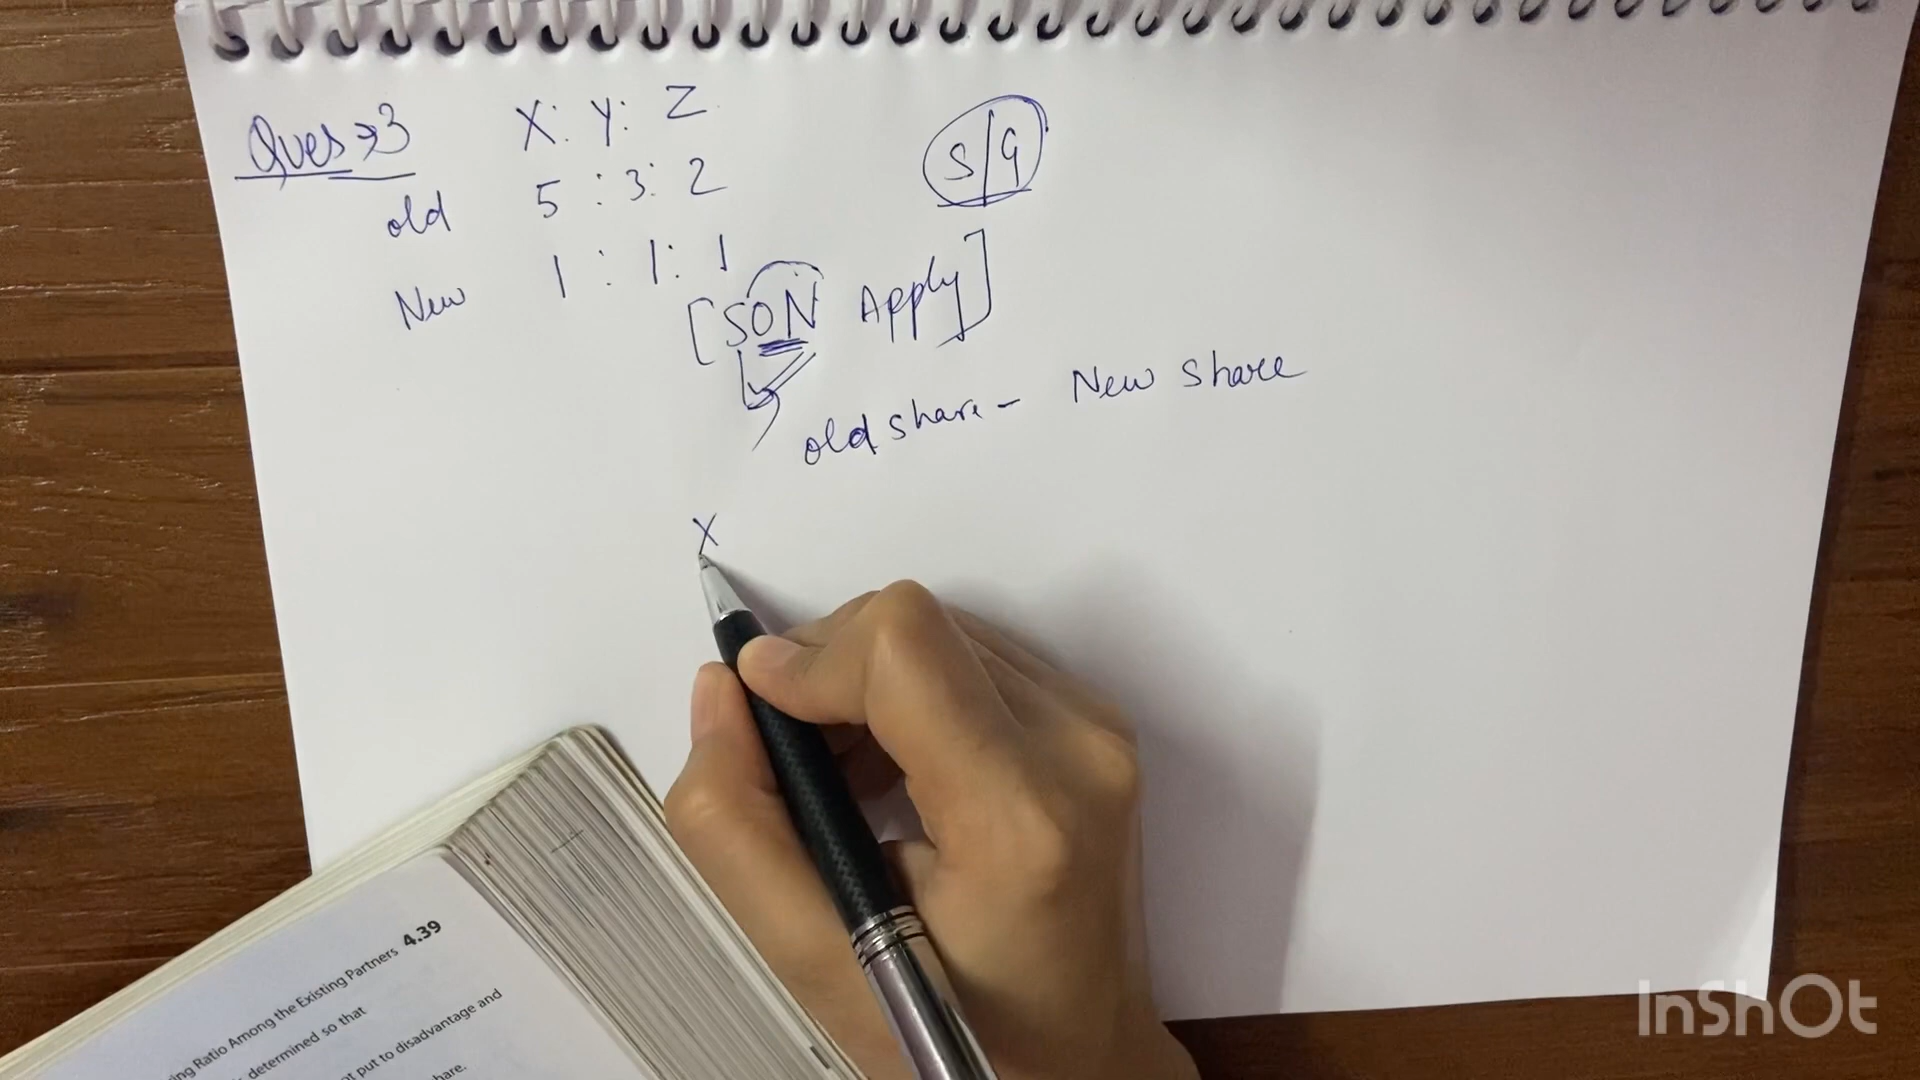 Ques → 3
X : Y : Z
old 5 : 3 : 2
New 1 : 1 : 1
S/G
[SON Apply]
old share - New share
X
ing Ratio Among the Existing Partners 4.39
determined so that
ot put to disadvantage and
hare.
InShOt